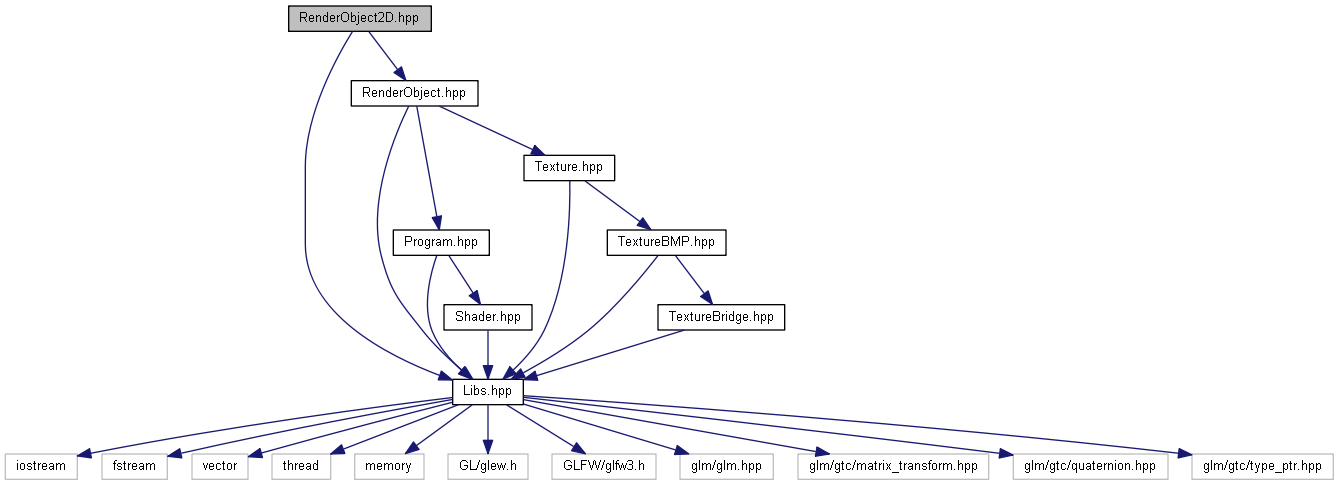 RenderObject2D.hpp
RenderObject.hpp
Texture.hpp
Program.hpp
TextureBMP.hpp
Shader.hpp
TextureBridge.hpp
Libs.hpp
iostream
fstream
vector
thread
memory
GL/glew.h
GLFW/glfw3.h
glm/glm.hpp
glm/gtc/matrix_transform.hpp
glm/gtc/quaternion.hpp
glm/gtc/type_ptr.hpp